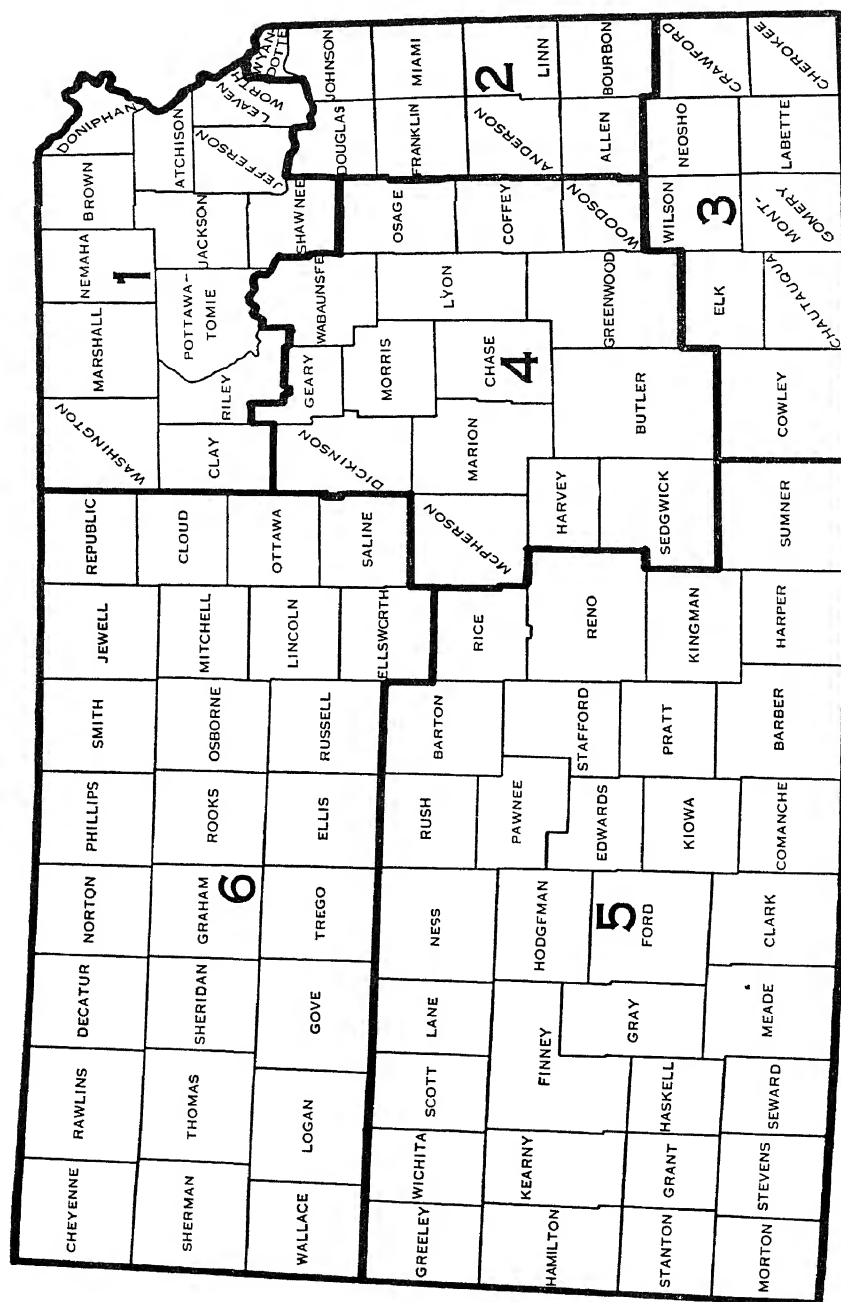 CHEYENNE
RAWLINS
DECATUR
NORTON
PHILLIPS
SMITH
JEWELL
REPUBLIC
WASHINGTON
MARSHALL
NEMAHA
BROWN
DONIPHAN
SHERMAN
THOMAS
SHERIDAN
GRAHAM
6
ROOKS
OSBORNE
MITCHELL
CLOUD
CLAY
RILEY
POTTAWA-
TOMIE
1
JACKSON
ATCHISON
JEFFERSON
LEAVEN
WORTH
WYAN-
DOTTE
WALLACE
LOGAN
GOVE
TREGO
ELLIS
RUSSELL
LINCOLN
OTTAWA
SALINE
ELLSWCRTH
DICKINSON
GEARY
MORRIS
WABAUNSFE
SHAWNEE
DOUGLAS
JOHNSON
GREELEY
WICHITA
SCOTT
LANE
NESS
RUSH
BARTON
RICE
MCPHERSON
MARION
CHASE
4
LYON
OSAGE
COFFEY
FRANKLIN
MIAMI
2
ANDERSON
LINN
HAMILTON
KEARNY
FINNEY
HODGEMAN
PAWNEE
STAFFORD
EDWARDS
RENO
HARVEY
SEDGWICK
BUTLER
GREENWOOD
WOODSON
ALLEN
BOURBON
GRAY
5
FORD
KIOWA
PRATT
KINGMAN
STANTON
GRANT
HASKELL
ELK
WILSON
3
NEOSHO
CRAWFORD
MORTON
STEVENS
SEWARD
MEADE
CLARK
COMANCHE
BARBER
HARPER
SUMNER
COWLEY
CHAUTAUQUA
MONT-
GOMERY
LABETTE
CHEROKEE